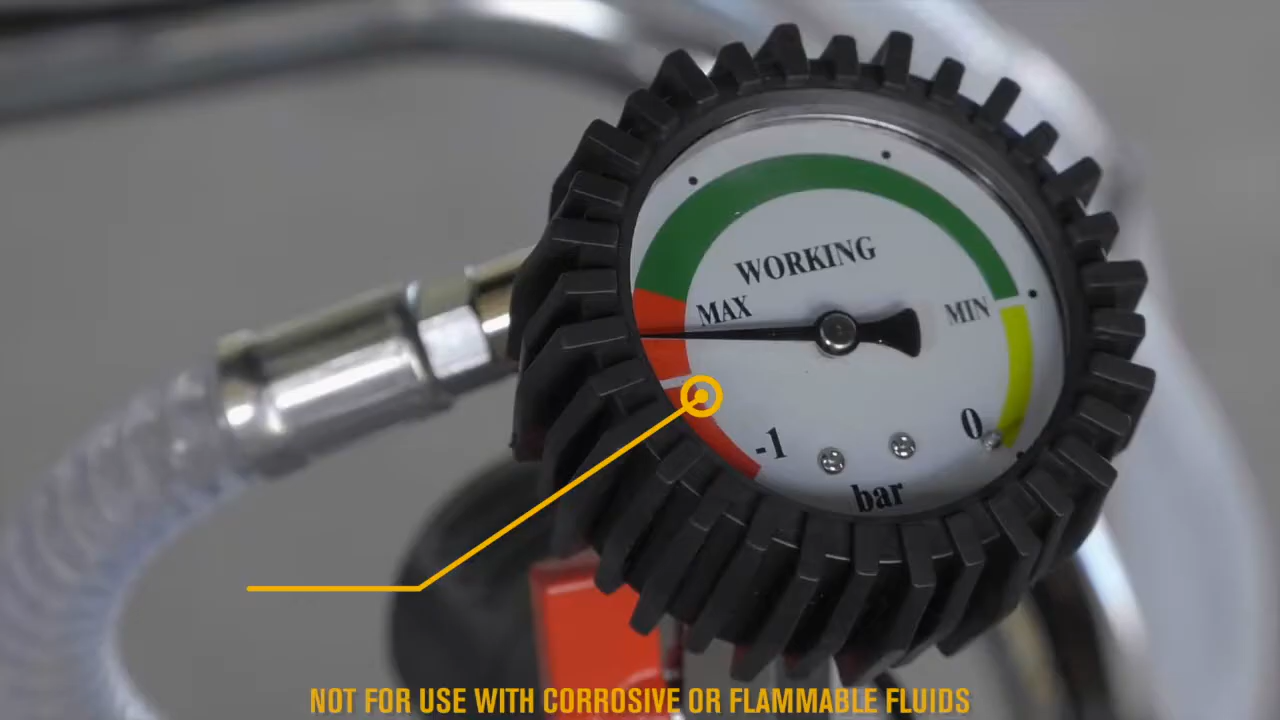 WORKING
MAX
MIN
-1
0
bar
NOT FOR USE WITH CORROSIVE OR FLAMMABLE FLUIDS